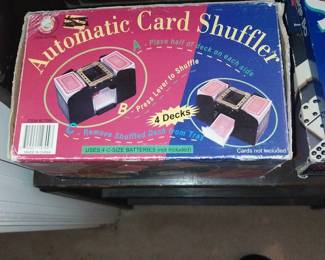 Automatic Card Shuffler
A - Place half of deck on each side
B - Press Lever to Shuffle
4 Decks
C - Remove Shuffled Deck from Tray
USES 4 C-SIZE BATTERIES (not included)
Cards not included